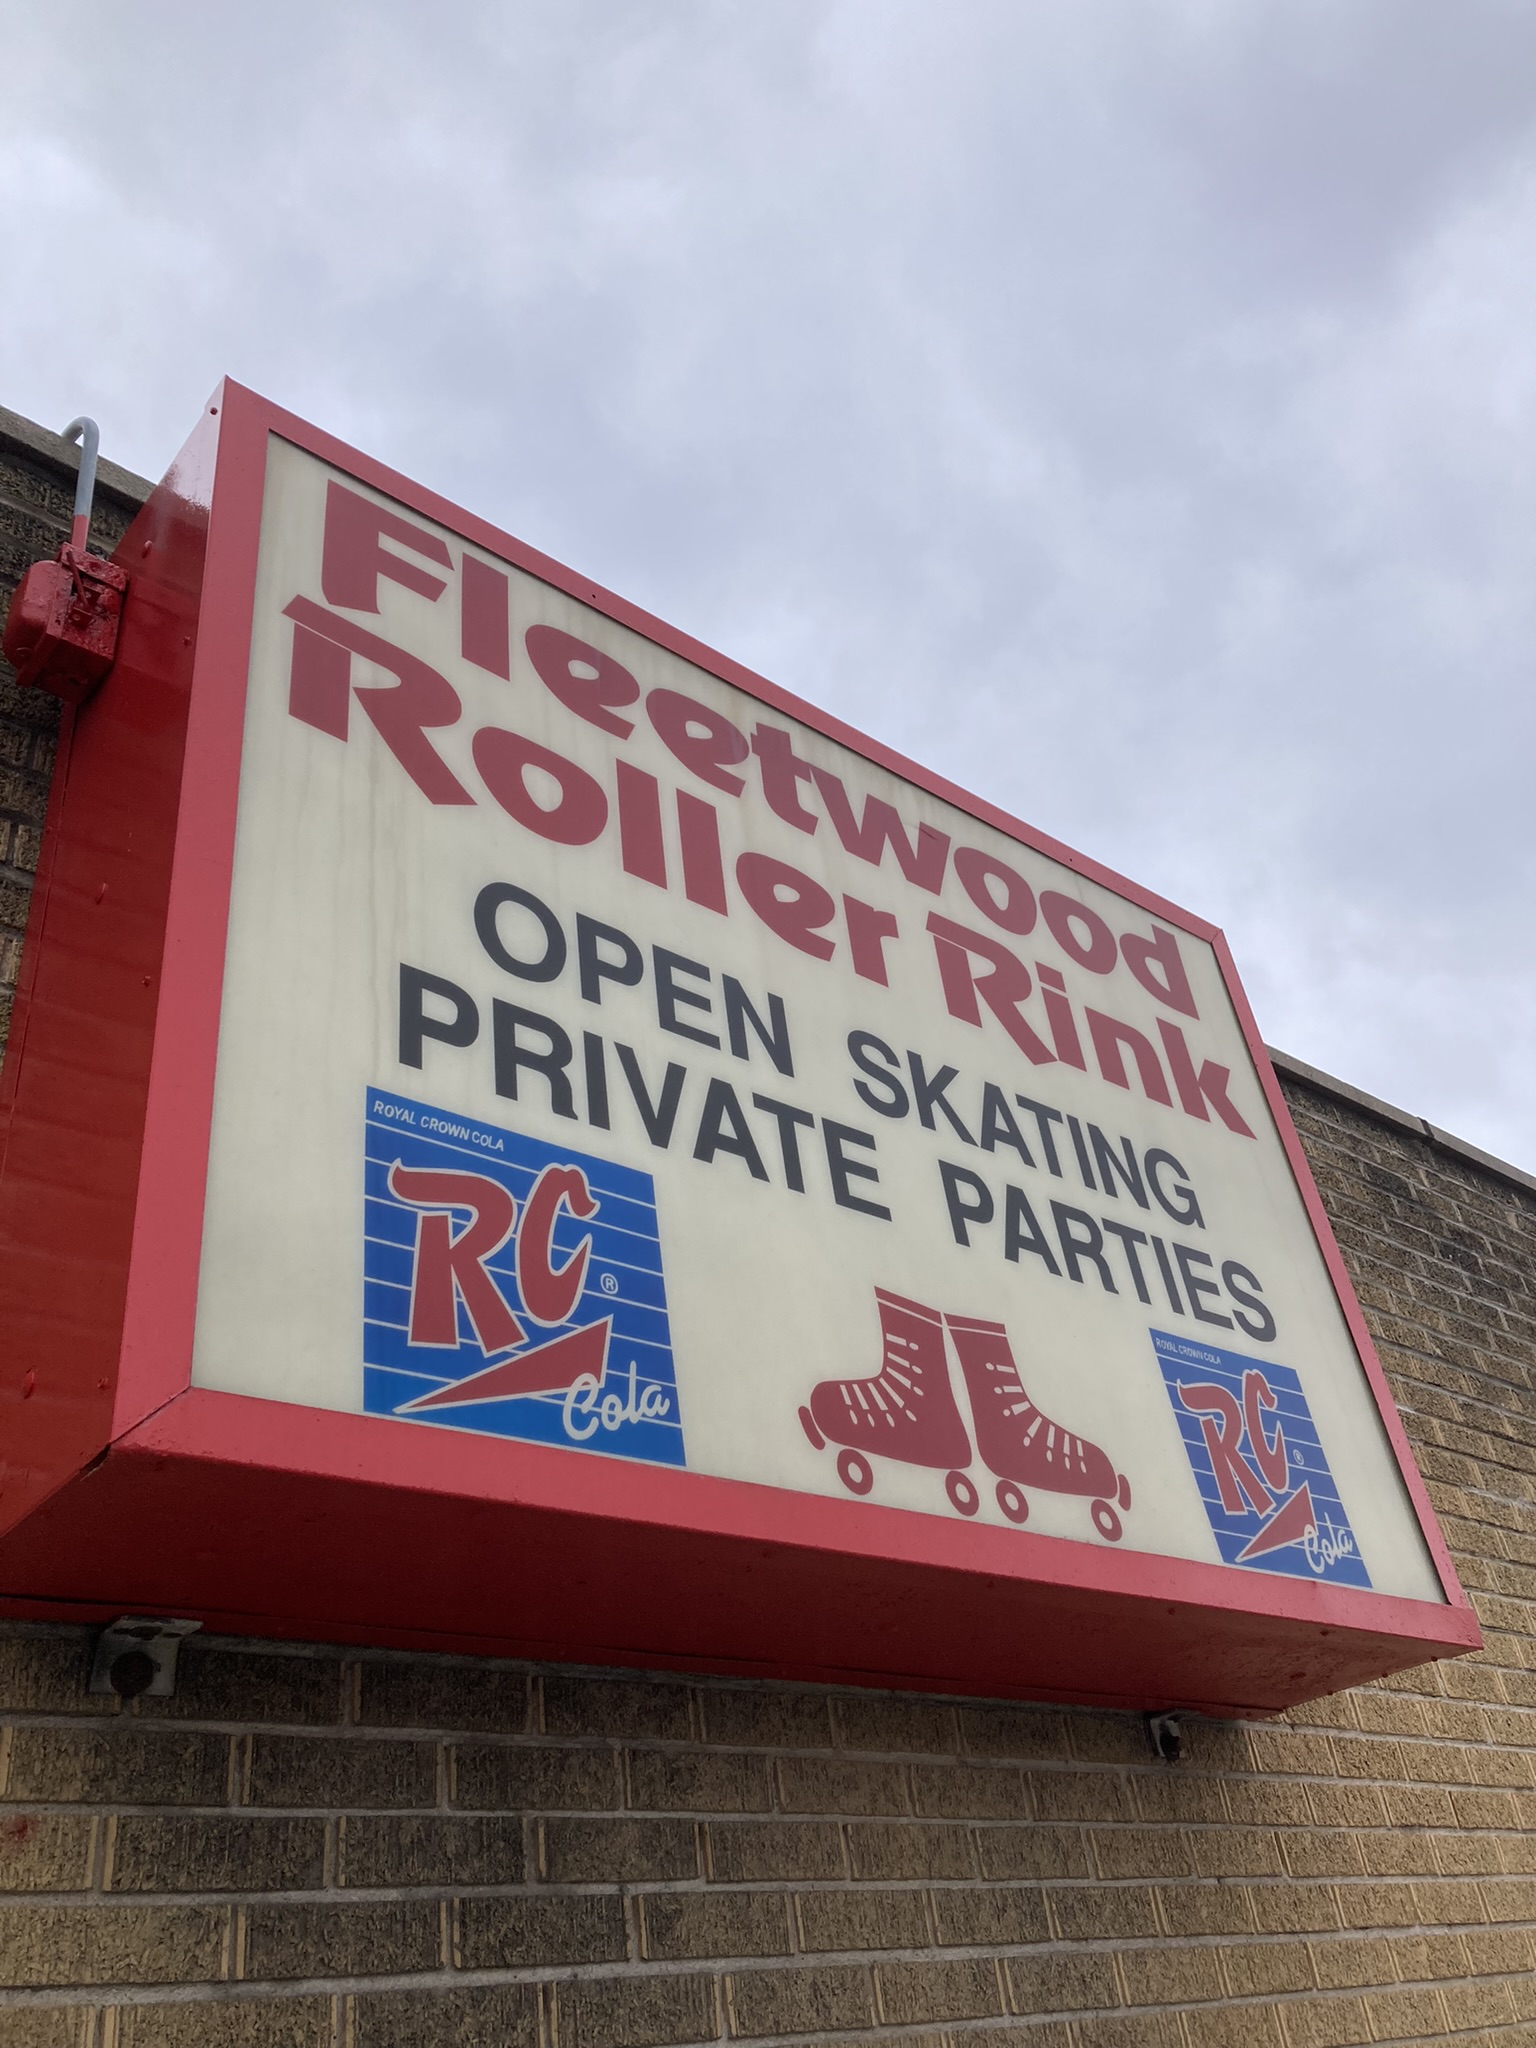 Fleetwood
Roller Rink
OPEN SKATING
PRIVATE PARTIES
ROYAL CROWN COLA
RC®
Cola
ROYAL CROWN COLA
RC®
Cola